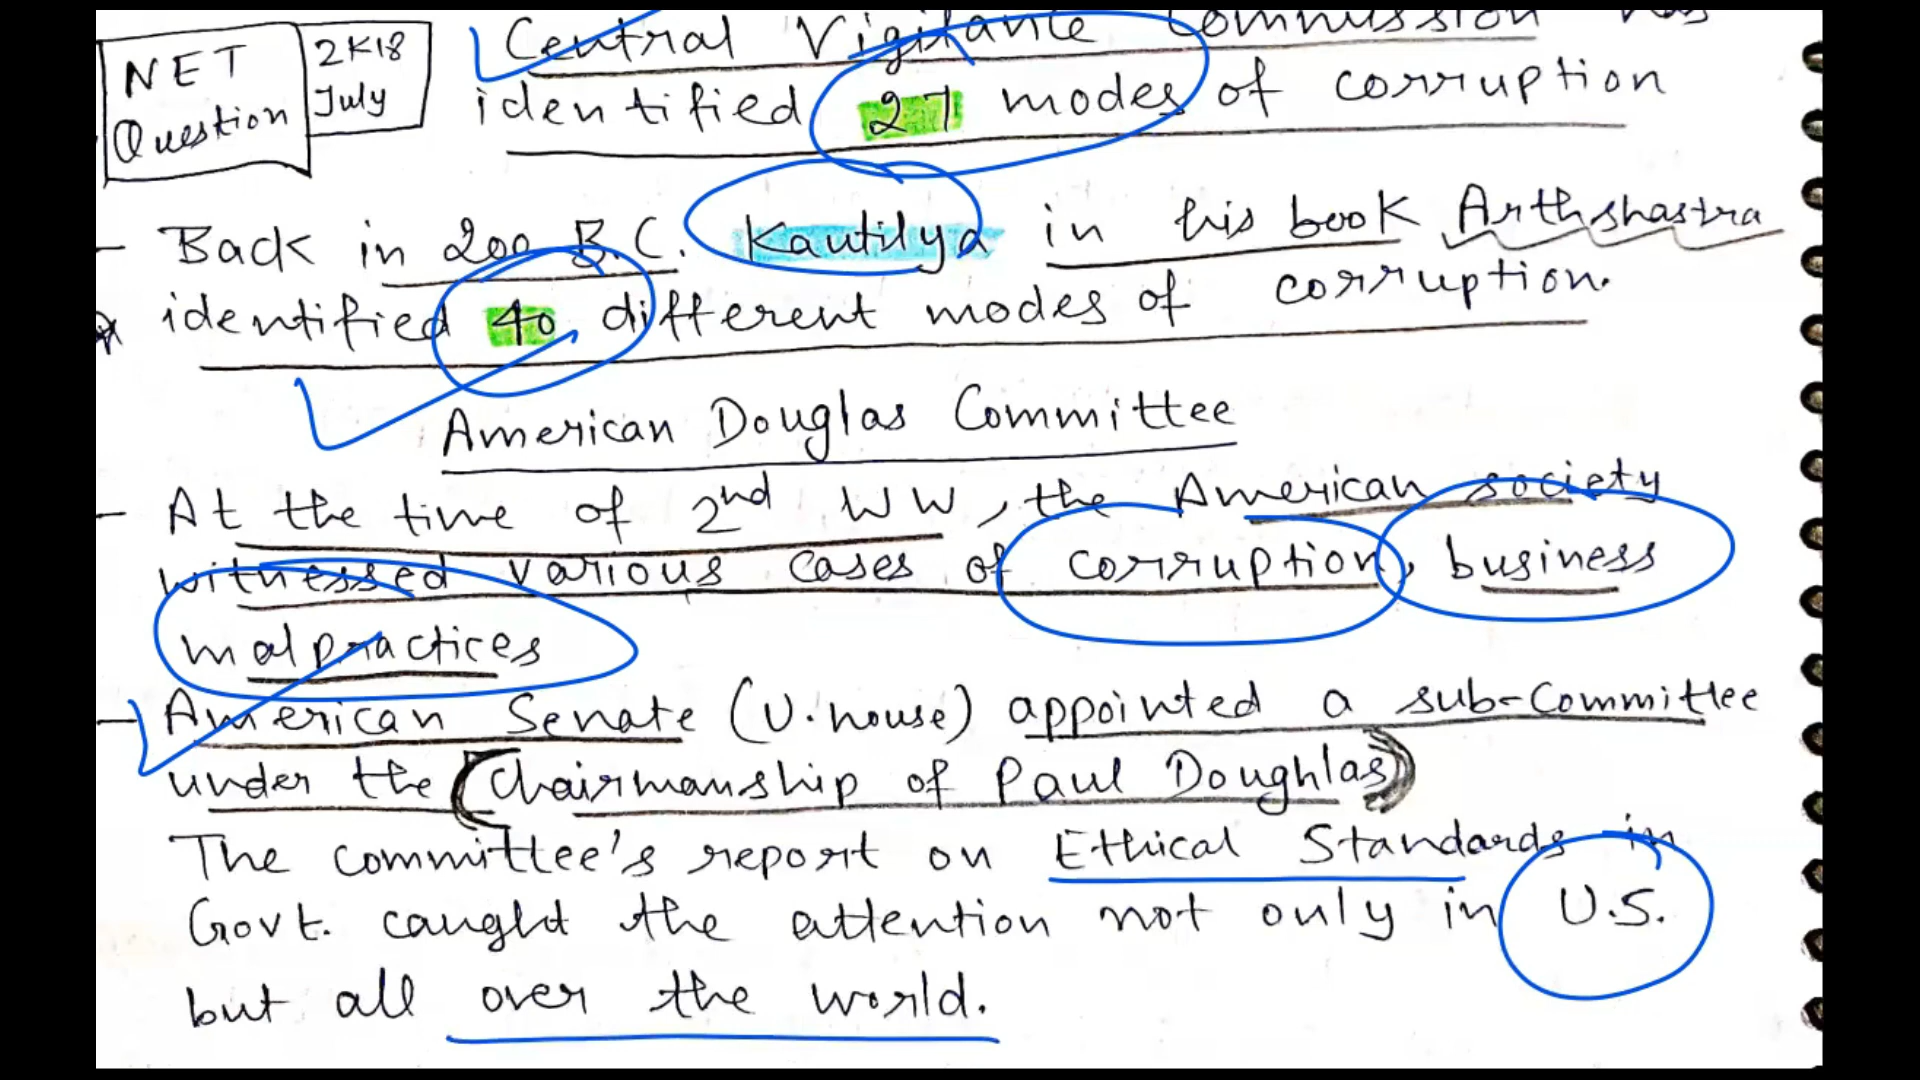 NET
Question
2K18
July
Central Vigilance Commission has
identified 27 modes of corruption
- Back in 200 B.C. Kautilya in his book Arthshastra
identified 40 different modes of corruption.
American Douglas Committee
- At the time of 2nd WW, the American society
witnessed various cases of corruption, business
malpractices
- American Senate (U.house) appointed a sub-Committee
under the (Chairmanship of Paul Doughlas)
The committee's report on Ethical Standards in
Govt. caught the attention not only in U.S.
but all over the world.